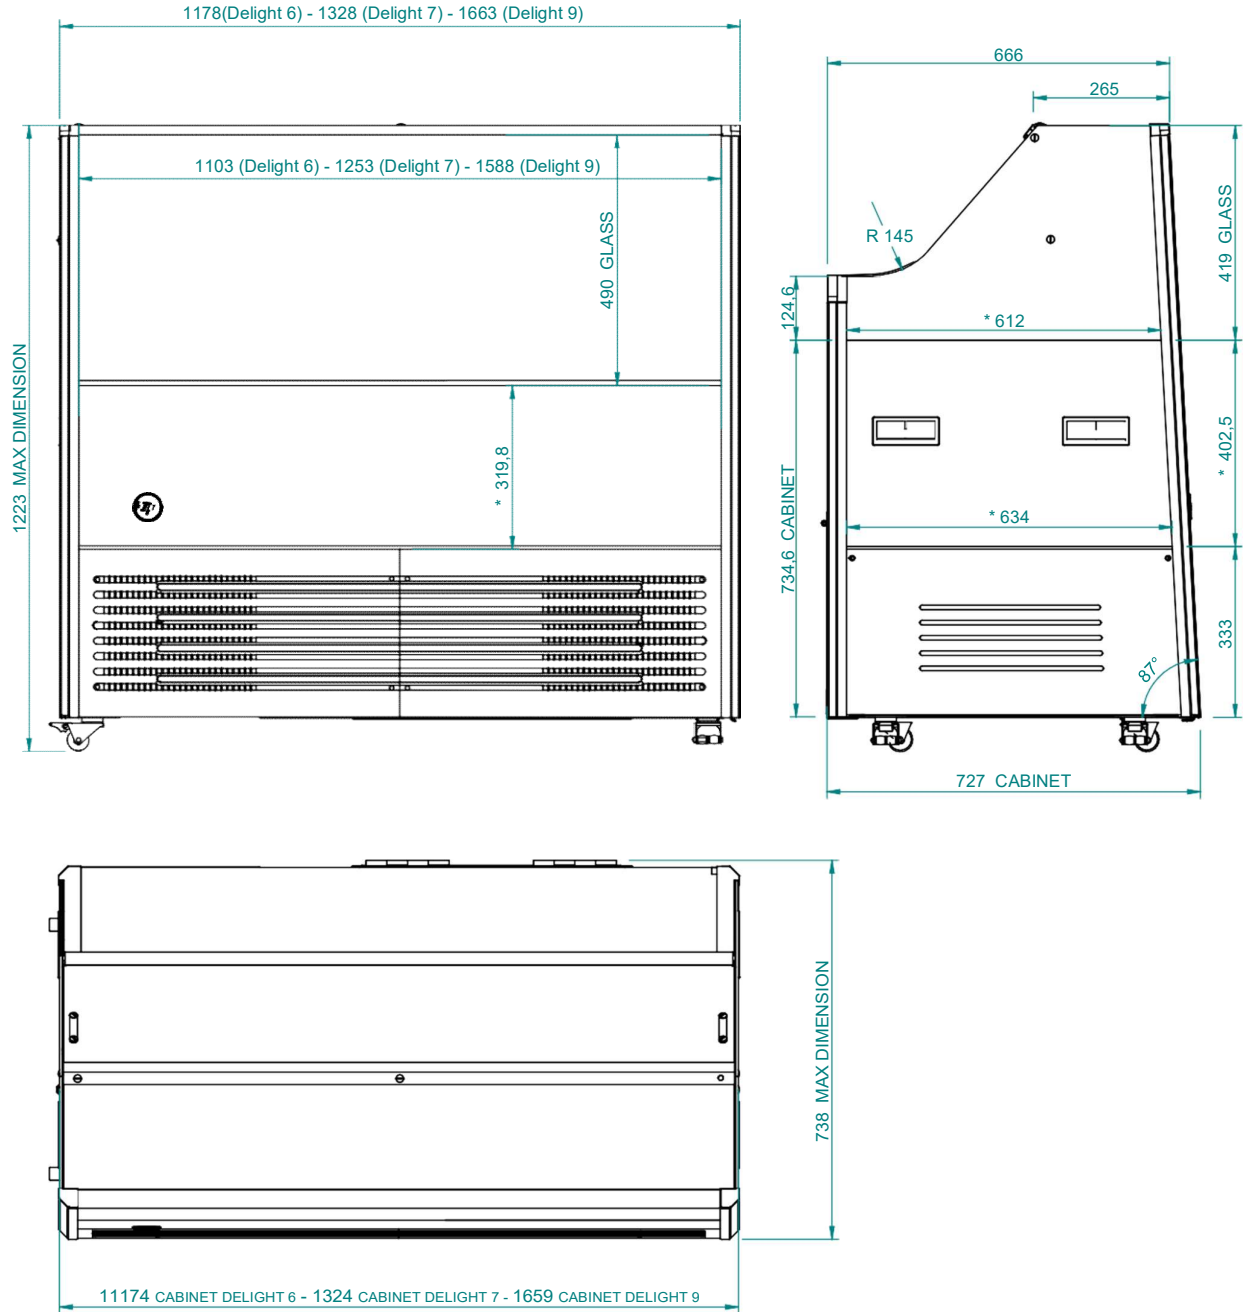 1178(Delight 6) - 1328 (Delight 7) - 1663 (Delight 9)
666
265
1103 (Delight 6) - 1253 (Delight 7) - 1588 (Delight 9)
490 GLASS
R 145
419 GLASS
124,6
* 612
1223 MAX DIMENSION
* 319,8
* 402,5
734,6 CABINET
* 634
333
87°
727 CABINET
738 MAX DIMENSION
11174 CABINET DELIGHT 6 - 1324 CABINET DELIGHT 7 - 1659 CABINET DELIGHT 9